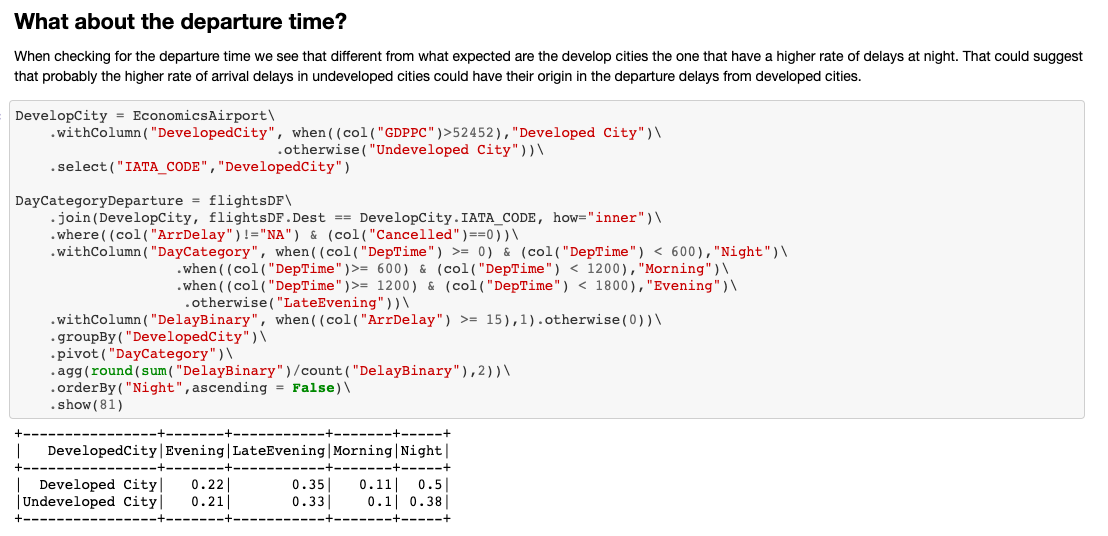 What about the departure time?
When checking for the departure time we see that different from what expected are the develop cities the one that have a higher rate of delays at night. That could suggest
that probably the higher rate of arrival delays in undeveloped cities could have their origin in the departure delays from developed cities.
DevelopCity = EconomicsAirport\
    .withColumn("DevelopedCity", when((col("GDPPC")>52452),"Developed City")\
                              .otherwise("Undeveloped City"))\
    .select("IATA_CODE","DevelopedCity")
DayCategoryDeparture = flightsDF\
    .join(DevelopCity, flightsDF.Dest == DevelopCity.IATA_CODE, how="inner")\
    .where((col("ArrDelay")!="NA") & (col("Cancelled")==0))\
    .withColumn("DayCategory", when((col("DepTime") >= 0) & (col("DepTime") < 600),"Night")\
                  .when((col("DepTime")>= 600) & (col("DepTime") < 1200),"Morning")\
                  .when((col("DepTime")>= 1200) & (col("DepTime") < 1800),"Evening")\
                   .otherwise("LateEvening"))\
    .withColumn("DelayBinary", when((col("ArrDelay") >= 15),1).otherwise(0))\
    .groupBy("DevelopedCity")\
    .pivot("DayCategory")\
    .agg(round(sum("DelayBinary")/count("DelayBinary"),2))\
    .orderBy("Night",ascending = False)\
    .show(81)
+----------------+-------+-----------+-------+-----+
|   DevelopedCity|Evening|LateEvening|Morning|Night|
+----------------+-------+-----------+-------+-----+
|  Developed City|   0.22|       0.35|   0.11|  0.5|
|Undeveloped City|   0.21|       0.33|    0.1| 0.38|
+----------------+-------+-----------+-------+-----+